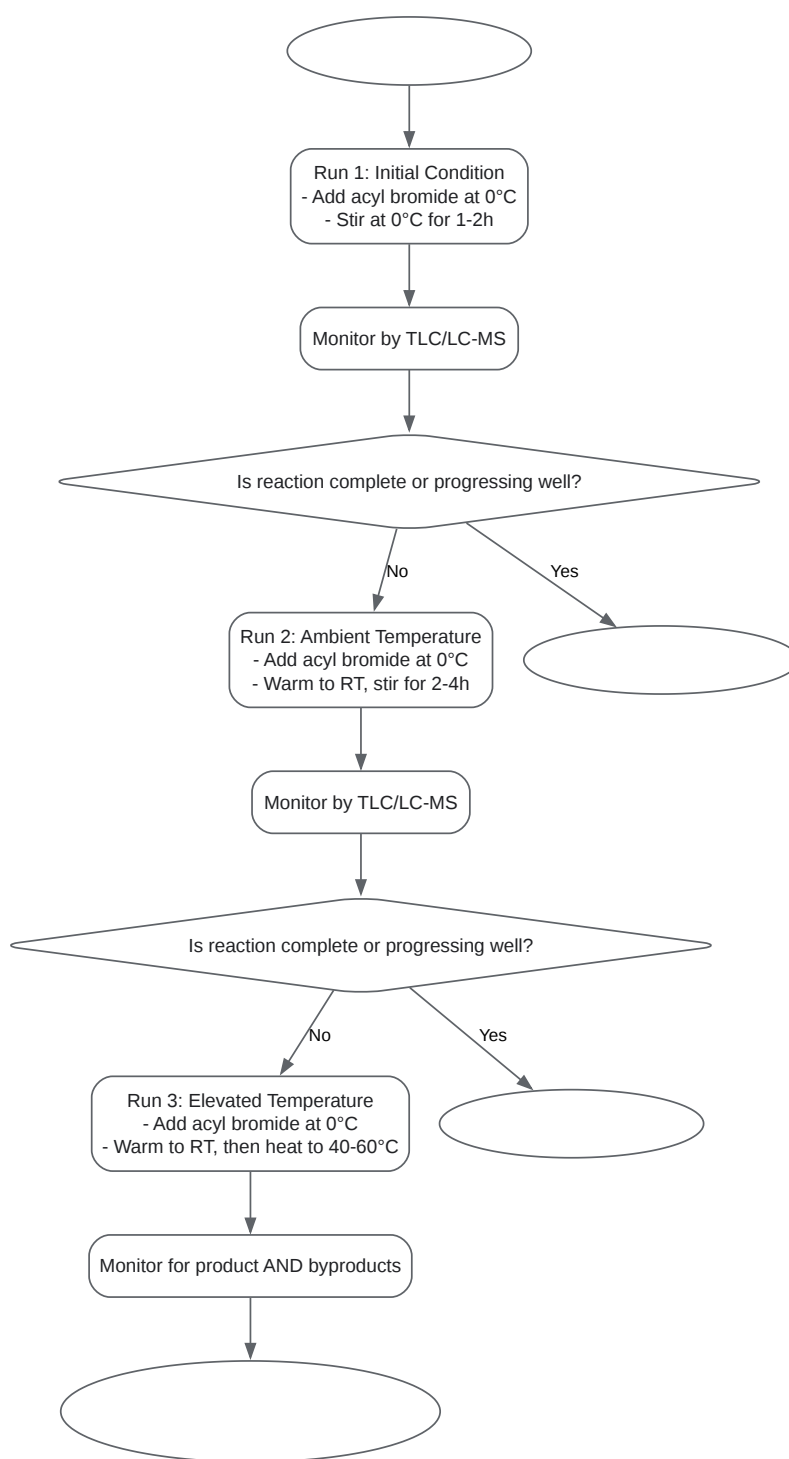 Run 1: Initial Condition
- Add acyl bromide at 0°C
- Stir at 0°C for 1-2h
Monitor by TLC/LC-MS
Is reaction complete or progressing well?
No
Yes
Run 2: Ambient Temperature
- Add acyl bromide at 0°C
- Warm to RT, stir for 2-4h
Monitor by TLC/LC-MS
Is reaction complete or progressing well?
No
Yes
Run 3: Elevated Temperature
- Add acyl bromide at 0°C
- Warm to RT, then heat to 40-60°C
Monitor for product AND byproducts